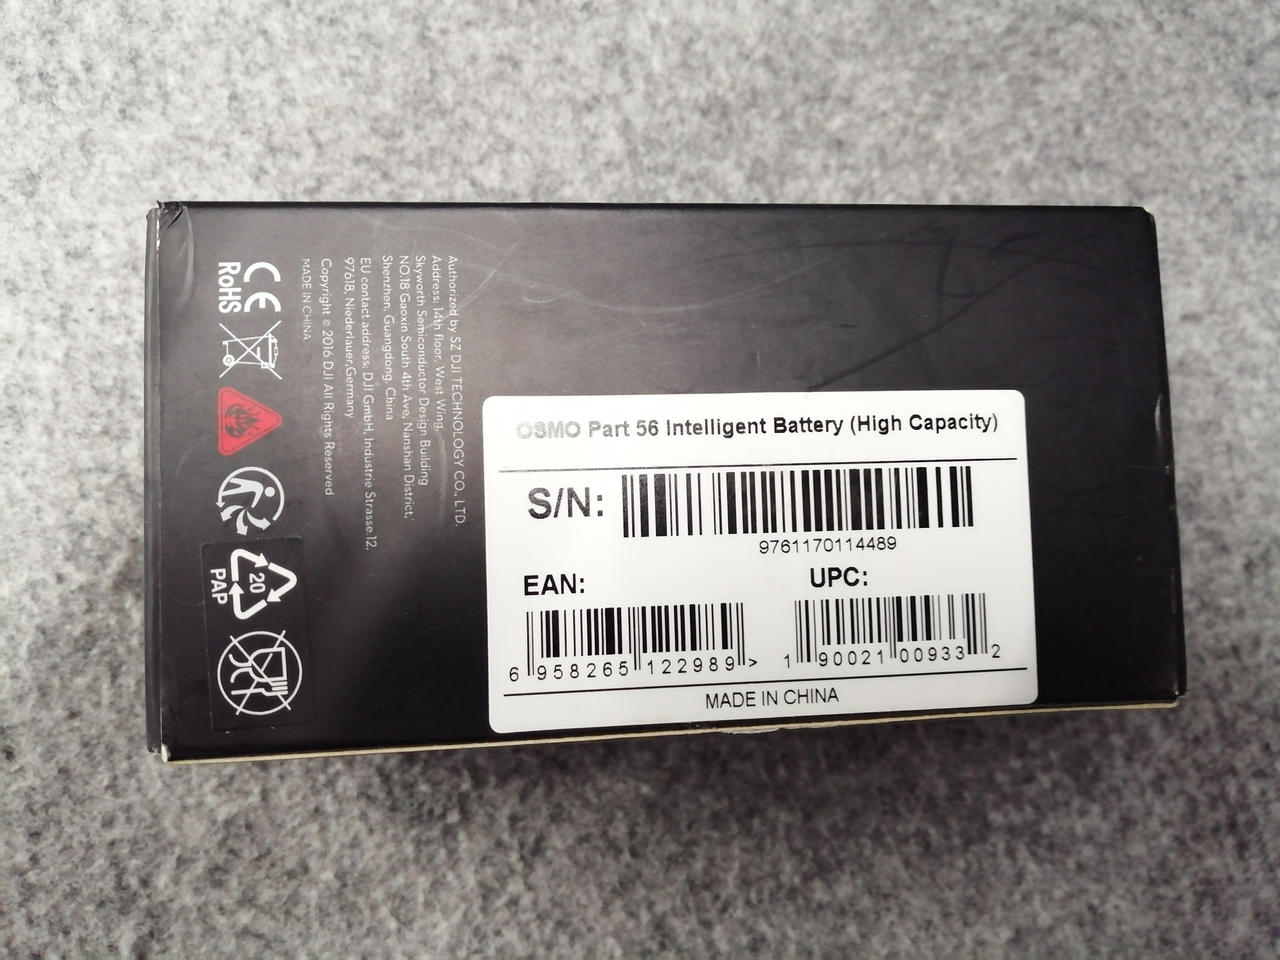 OSMO Part 56 Intelligent Battery (High Capacity)
S/N:
9761170114489
EAN:
UPC:
6 958265 122989 >
1 90021 00933 2
MADE IN CHINA
Authorized by SZ DJI TECHNOLOGY CO., LTD.
Address: 14th floor, West Wing,
Skyworth Semiconductor Design Building
NO.18 Gaoxin South 4th Ave, Nanshan District,
Shenzhen, Guangdong, China
EU contact address: DJI GmbH, Industrie Strasse.12,
97618, Niederlauer,Germany
Copyright © 2016 DJI All Rights Reserved
MADE IN CHINA
CE
RoHS
20
PAP